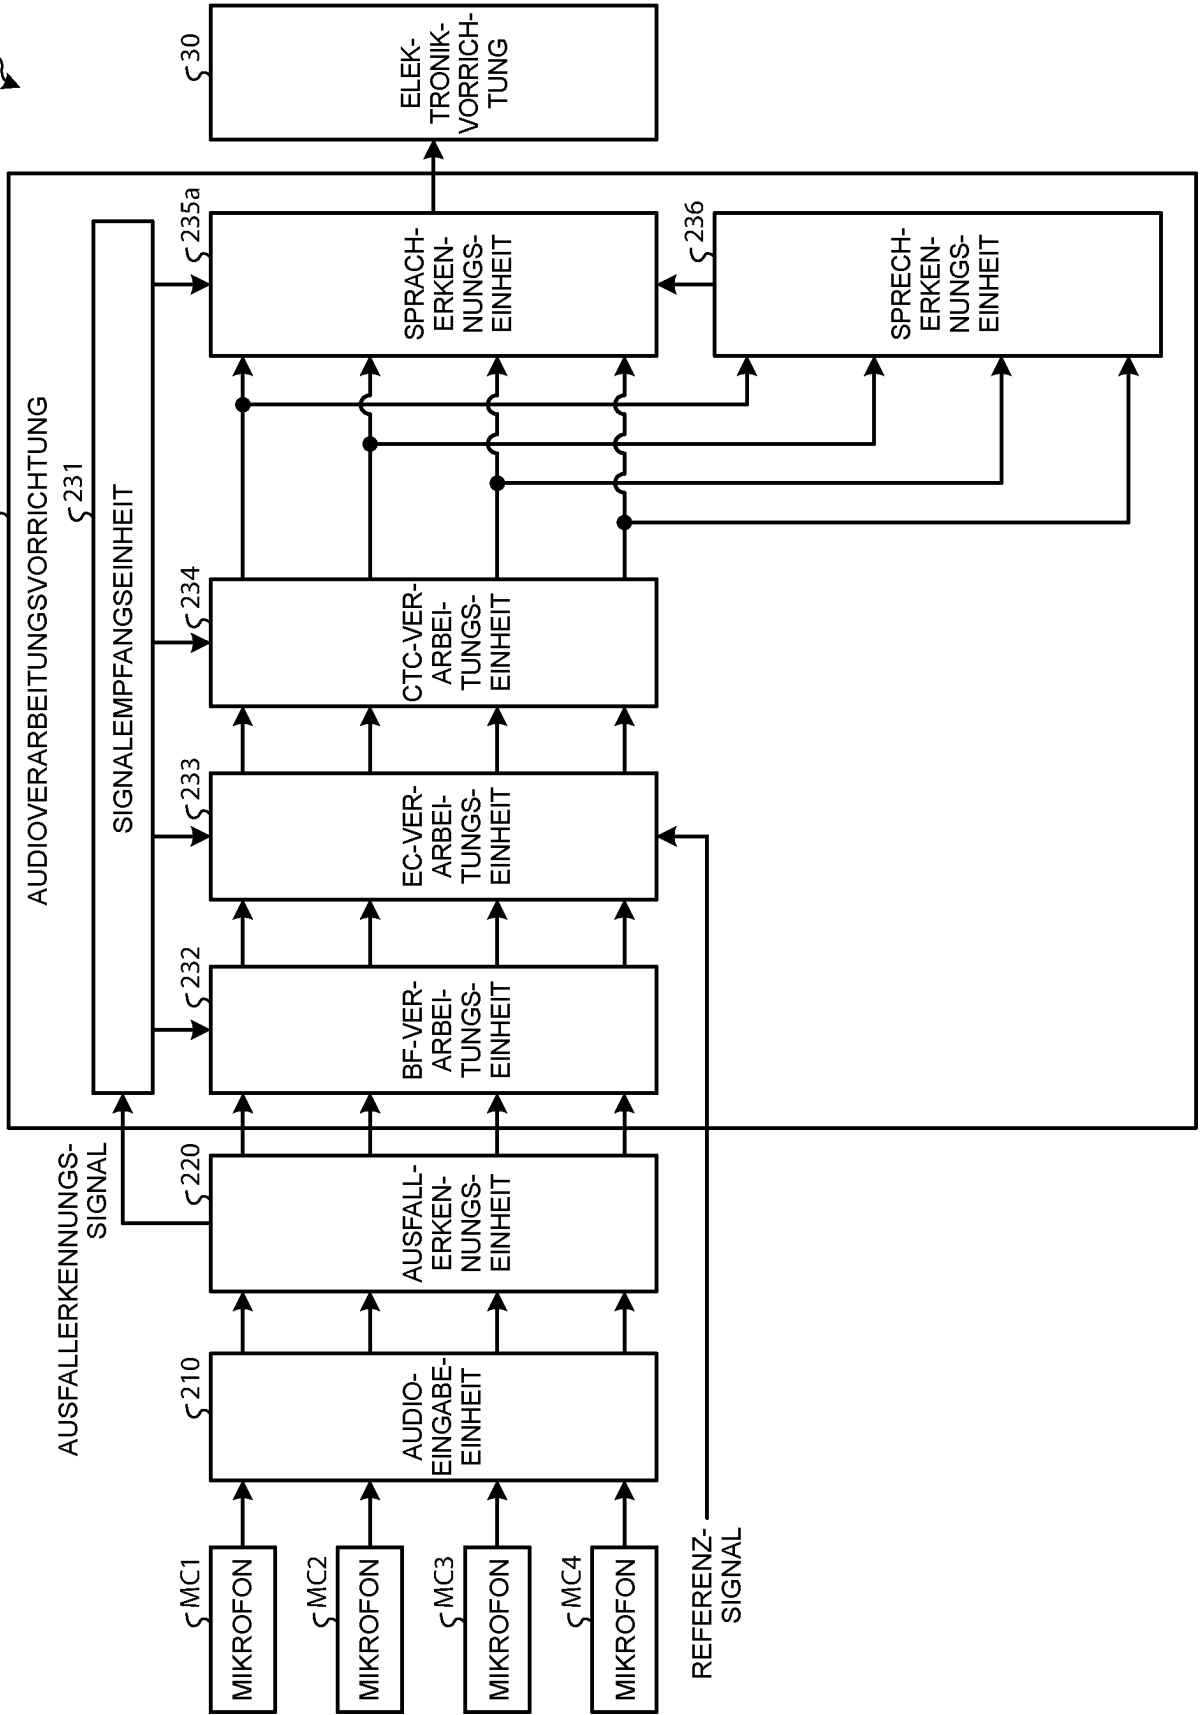 AUDIOVERARBEITUNGSVORRICHTUNG
AUSFALLERKENNUNGS-
SIGNAL
231
SIGNALEMPFANGSEINHEIT
MC1
MIKROFON
MC2
MIKROFON
MC3
MIKROFON
MC4
MIKROFON
REFERENZ-
SIGNAL
210
AUDIO-
EINGABE-
EINHEIT
220
AUSFALL-
ERKEN-
NUNGS-
EINHEIT
232
BF-VER-
ARBEI-
TUNGS-
EINHEIT
233
EC-VER-
ARBEI-
TUNGS-
EINHEIT
234
CTC-VER-
ARBEI-
TUNGS-
EINHEIT
235a
SPRACH-
ERKEN-
NUNGS-
EINHEIT
236
SPRECH-
ERKEN-
NUNGS-
EINHEIT
30
ELEK-
TRONIK-
VORRICH-
TUNG